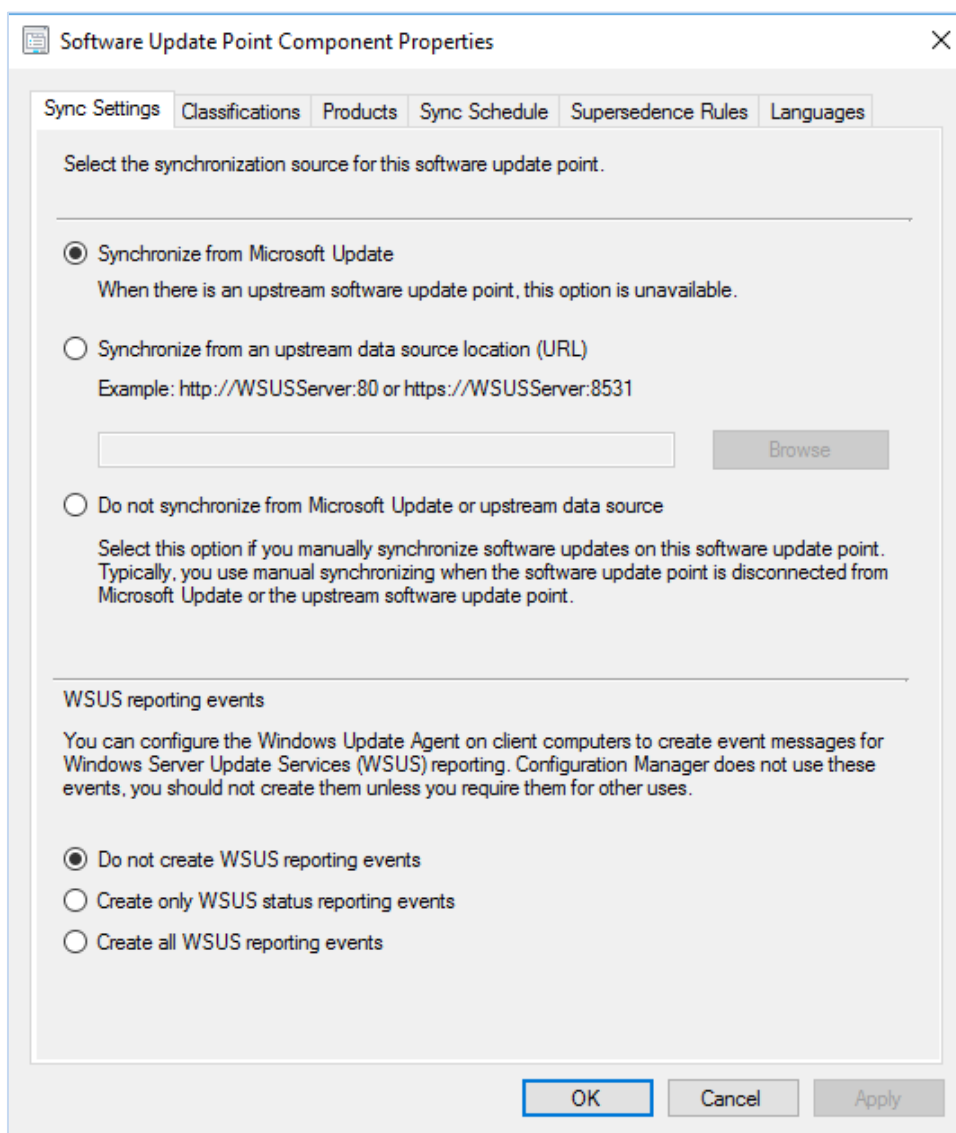 Software Update Point Component Properties
Sync Settings Classifications Products Sync Schedule Supersedence Rules Languages
Select the synchronization source for this software update point.
Synchronize from Microsoft Update
When there is an upstream software update point, this option is unavailable.
Synchronize from an upstream data source location (URL)
Example: http://WSUSServer:80 or https://WSUSServer:8531
Browse
Do not synchronize from Microsoft Update or upstream data source
Select this option if you manually synchronize software updates on this software update point.
Typically, you use manual synchronizing when the software update point is disconnected from
Microsoft Update or the upstream software update point.
WSUS reporting events
You can configure the Windows Update Agent on client computers to create event messages for
Windows Server Update Services (WSUS) reporting. Configuration Manager does not use these
events, you should not create them unless you require them for other uses.
Do not create WSUS reporting events
Create only WSUS status reporting events
Create all WSUS reporting events
OK Cancel Apply